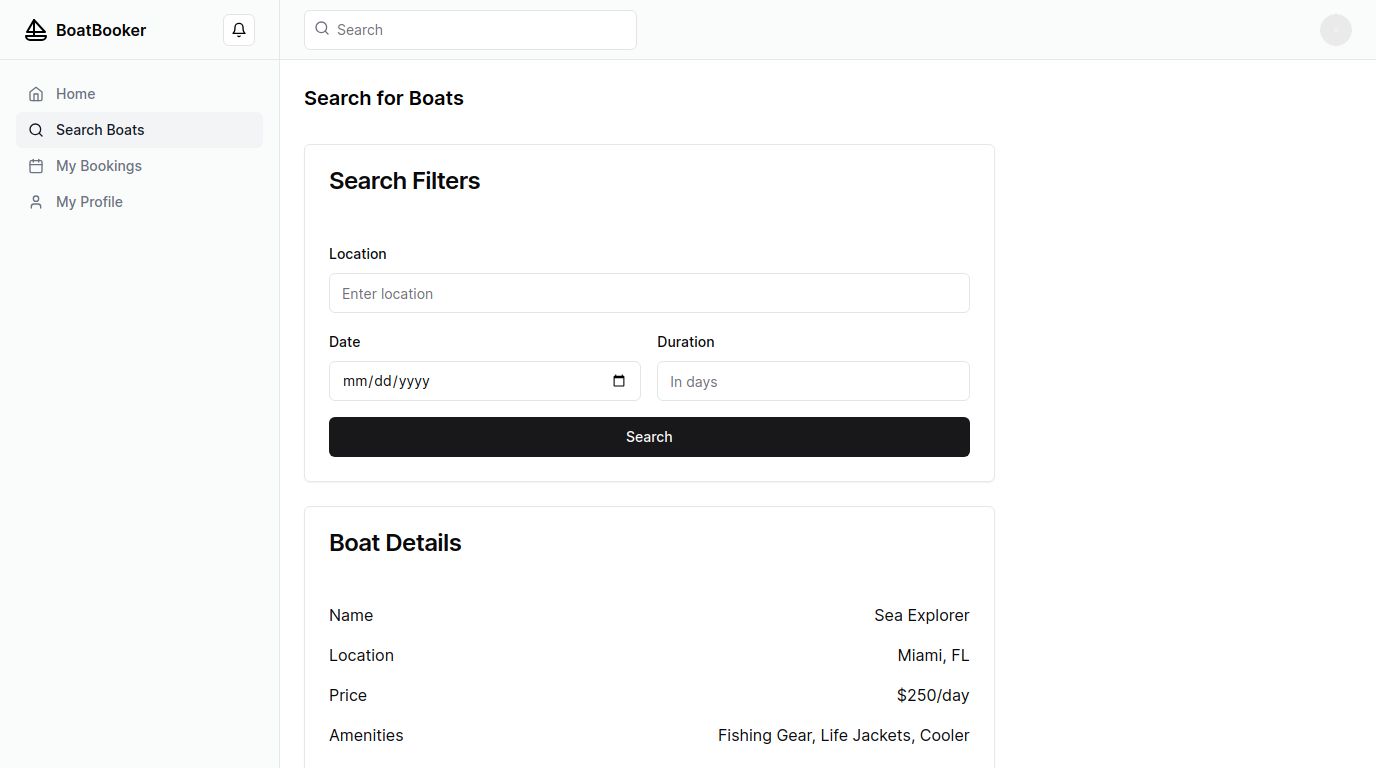 BoatBooker
Search
Home
Search Boats
My Bookings
My Profile
Search for Boats
Search Filters
Location
Enter location
Date Duration
mm/dd/yyyy In days
Search
Boat Details
Name Sea Explorer
Location Miami, FL
Price $250/day
Amenities Fishing Gear, Life Jackets, Cooler